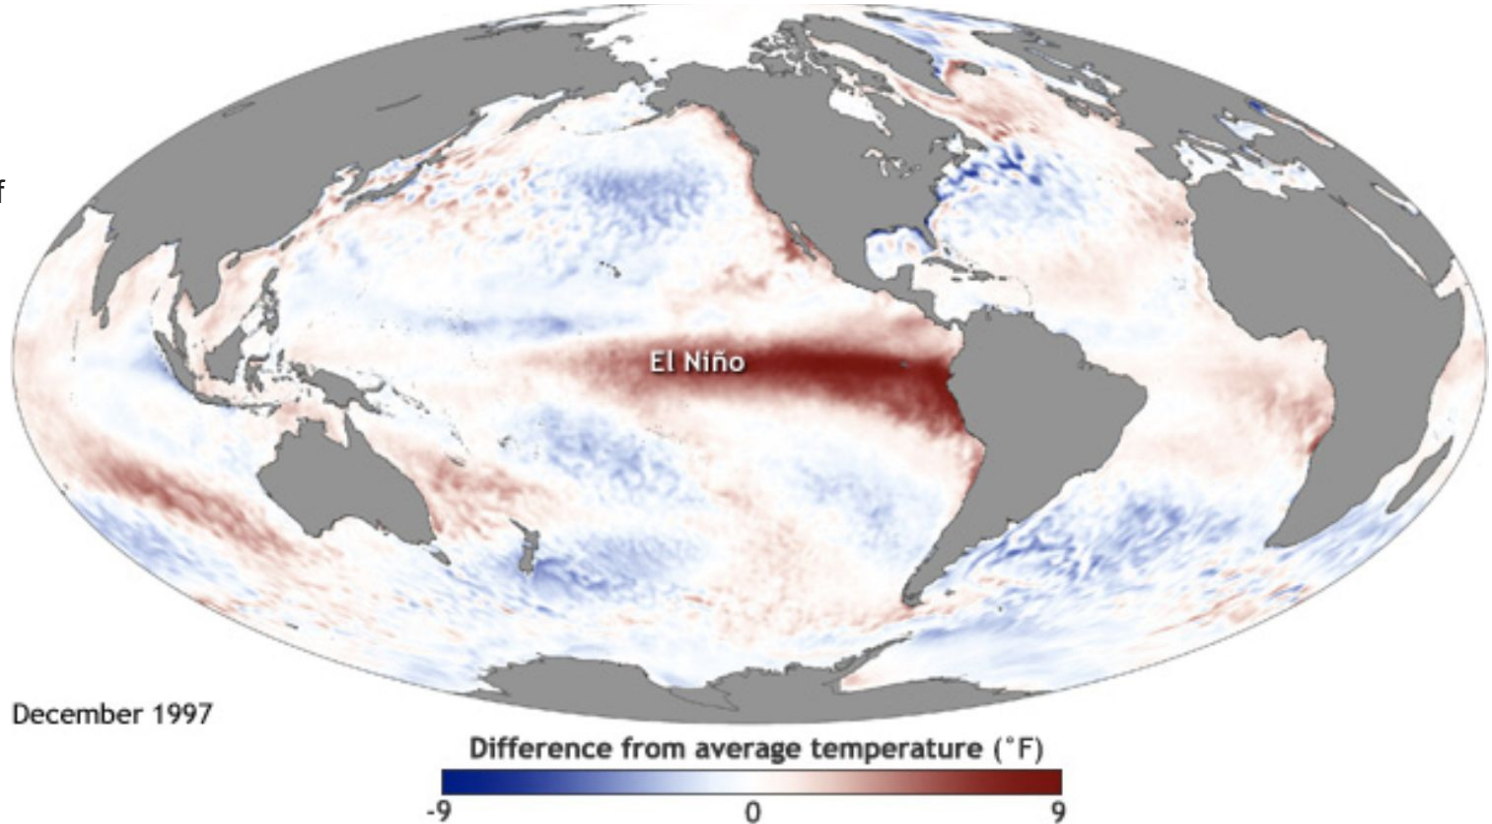 f
El Niño
December 1997
Difference from average temperature (°F)
-9 0 9